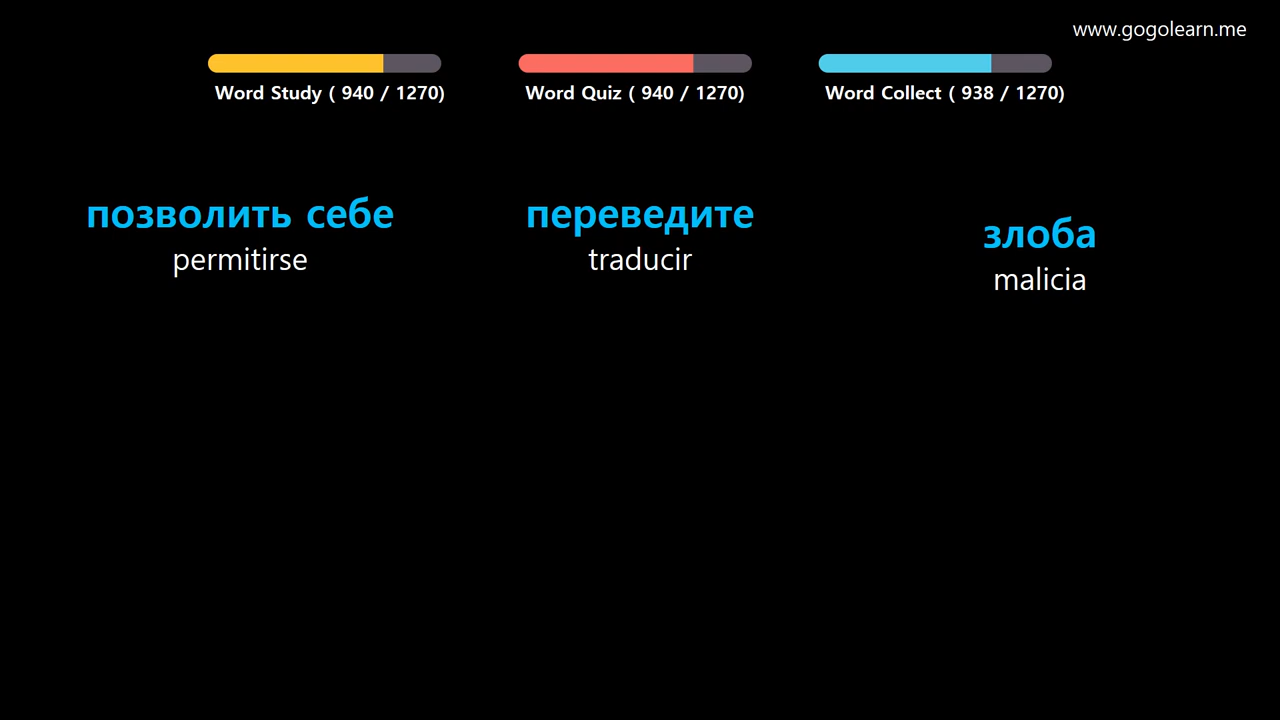 www.gogolearn.me
Word Study ( 940 / 1270)
Word Quiz ( 940 / 1270)
Word Collect ( 938 / 1270)
позволить себе
permitirse
переведите
traducir
злоба
malicia